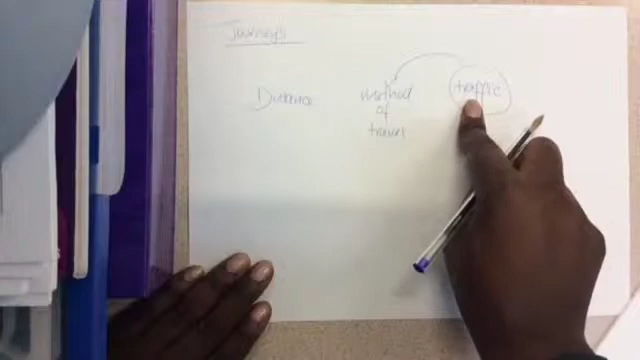 Journeys
Distance
method
of
travel
traffic